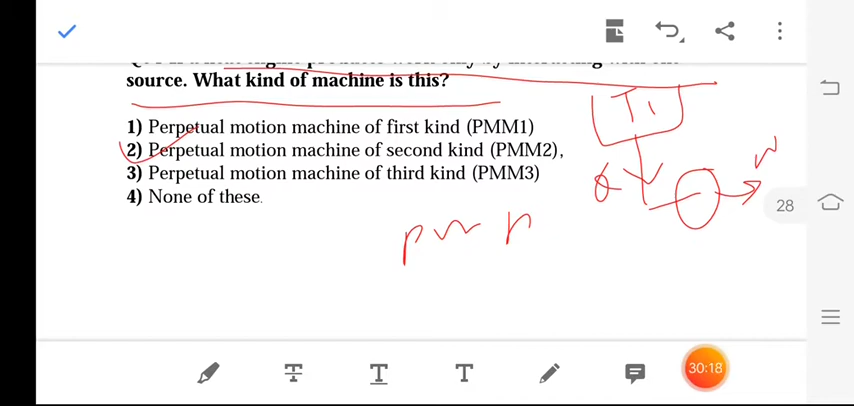 source. What kind of machine is this?
1) Perpetual motion machine of first kind (PMM1)
2) Perpetual motion machine of second kind (PMM2),
3) Perpetual motion machine of third kind (PMM3)
4) None of these.
T1
Q
W
28
T
T
T
30:18